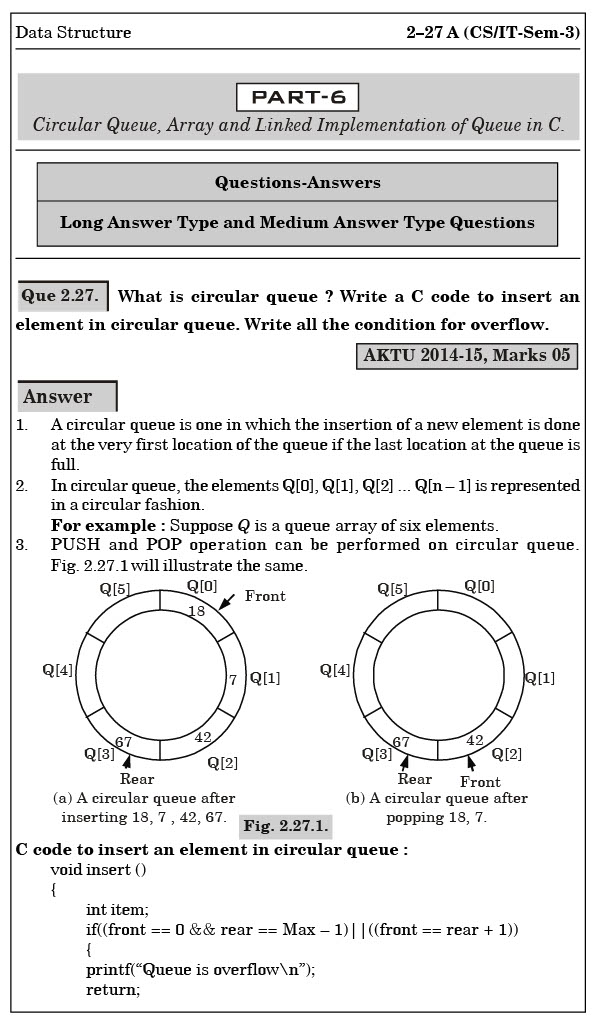 Data Structure 2–27 A (CS/IT-Sem-3)
PART-6
Circular Queue, Array and Linked Implementation of Queue in C.
Questions-Answers
Long Answer Type and Medium Answer Type Questions
Que 2.27. What is circular queue ? Write a C code to insert an
element in circular queue. Write all the condition for overflow.
AKTU 2014-15, Marks 05
Answer
1. A circular queue is one in which the insertion of a new element is done
at the very first location of the queue if the last location at the queue is
full.
2. In circular queue, the elements Q[0], Q[1], Q[2] ... Q[n – 1] is represented
in a circular fashion.
For example : Suppose Q is a queue array of six elements.
3. PUSH and POP operation can be performed on circular queue.
Fig. 2.27.1 will illustrate the same.
Q[5] Q[0] Front
18
Q[4] 7 Q[1]
67 42
Q[3] Q[2]
Rear
(a) A circular queue after
inserting 18, 7 , 42, 67.
Q[5] Q[0]
Q[4] Q[1]
67 42
Q[3] Q[2]
Rear Front
(b) A circular queue after
popping 18, 7.
Fig. 2.27.1.
C code to insert an element in circular queue :
void insert ()
{
int item;
if((front == 0 && rear == Max – 1)||((front == rear + 1))
{
printf(“Queue is overflow\n”);
return;